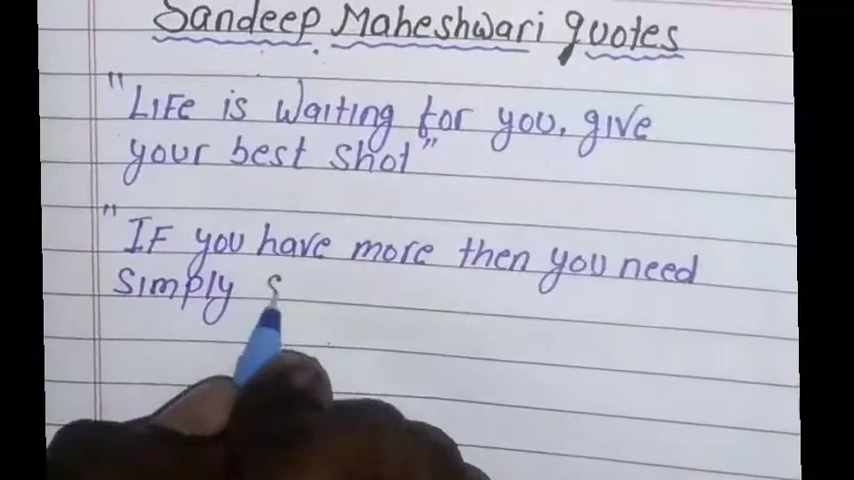 Sandeep Maheshwari quotes
"Life is waiting for you, give
your best shot"
"IF you have more then you need
simply s